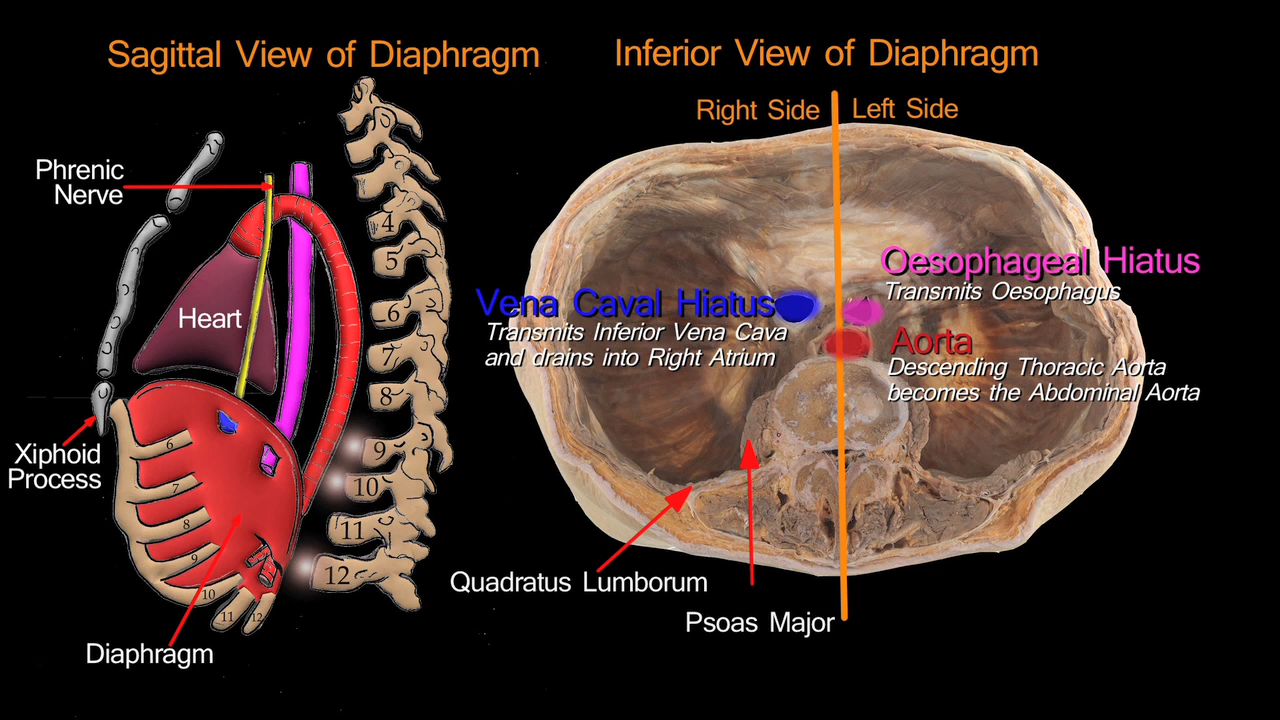 Sagittal View of Diaphragm
Inferior View of Diaphragm
Right Side
Left Side
Phrenic
Nerve
Heart
Xiphoid
Process
Diaphragm
4
5
6
7
8
9
10
11
12
6
7
8
9
10
11
12
Vena Caval Hiatus
Transmits Inferior Vena Cava
and drains into Right Atrium
Oesophageal Hiatus
Transmits Oesophagus
Aorta
Descending Thoracic Aorta
becomes the Abdominal Aorta
Quadratus Lumborum
Psoas Major